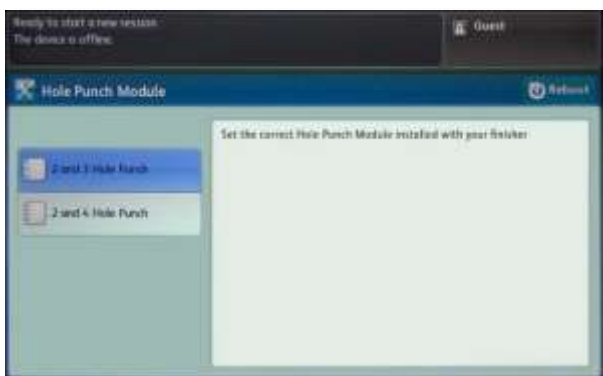 Ready to start a new session
The device is offline.
Guest
Hole Punch Module
Reboot
Set the correct Hole Punch Module installed with your finisher
2 and 3 Hole Punch
2 and 4 Hole Punch